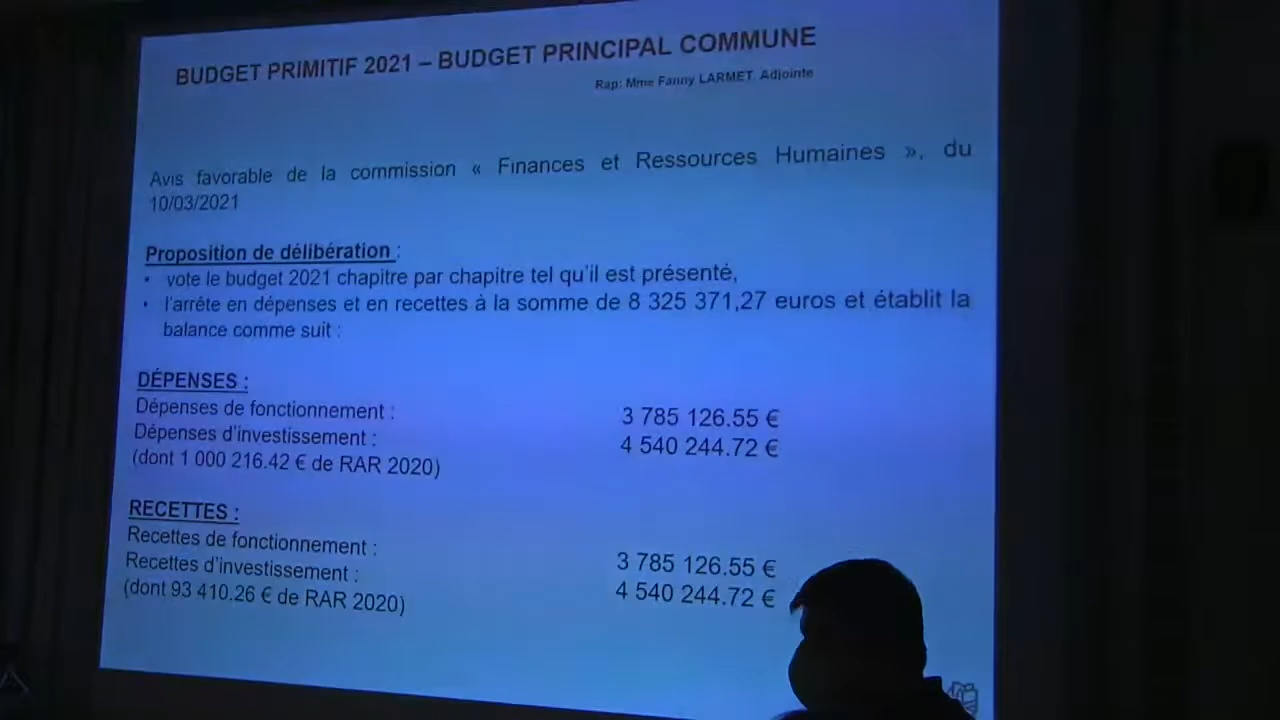 BUDGET PRIMITIF 2021 – BUDGET PRINCIPAL COMMUNE
Rap: Mme Fanny LARMET Adjointe
Avis favorable de la commission « Finances et Ressources Humaines », du
10/03/2021
Proposition de délibération :
• vote le budget 2021 chapitre par chapitre tel qu'il est présenté,
• l'arrête en dépenses et en recettes à la somme de 8 325 371,27 euros et établit la
balance comme suit :
DÉPENSES :
Dépenses de fonctionnement : 3 785 126.55 €
Dépenses d'investissement : 4 540 244.72 €
(dont 1 000 216.42 € de RAR 2020)
RECETTES :
Recettes de fonctionnement : 3 785 126.55 €
Recettes d'investissement : 4 540 244.72 €
(dont 93 410.26 € de RAR 2020)